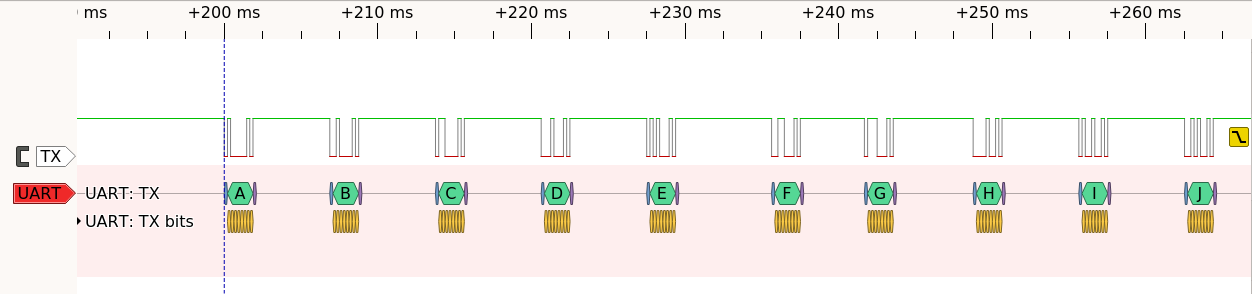 ms +200 ms +210 ms +220 ms +230 ms +240 ms +250 ms +260 ms
TX
UART UART: TX A B C D E F G H I J
UART: TX bits